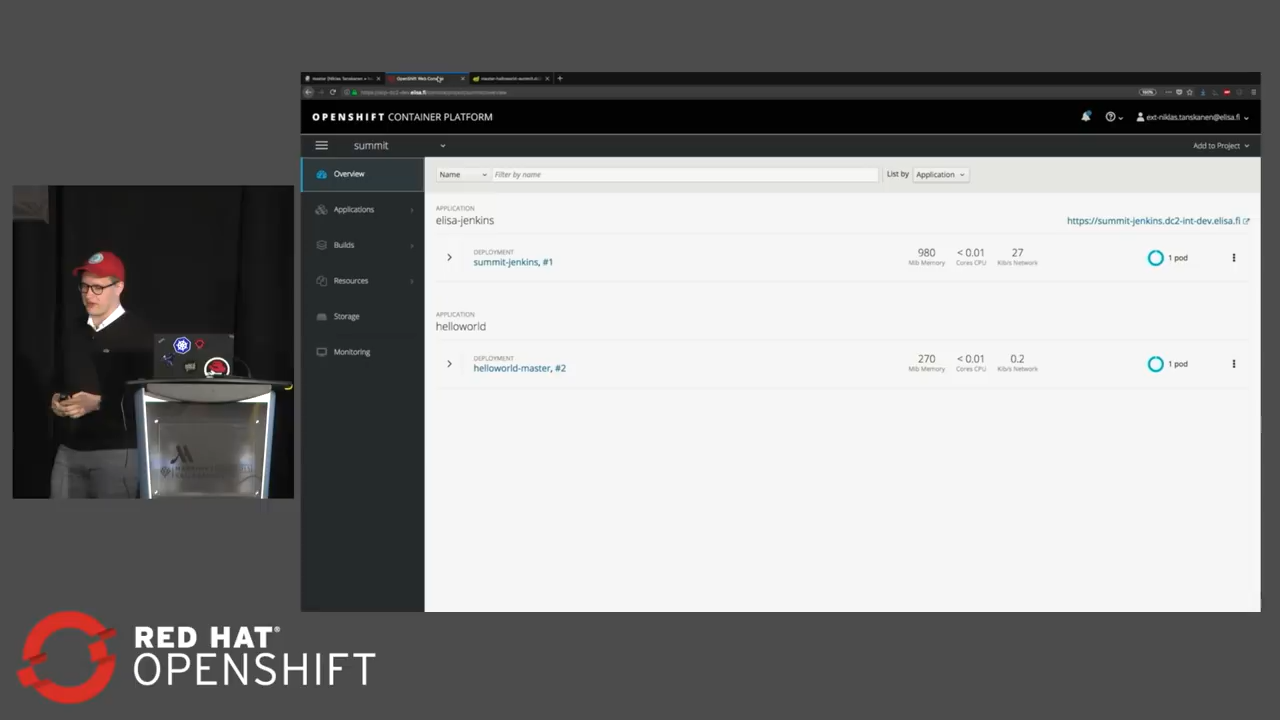 OpenShift Web Console
OPENSHIFT CONTAINER PLATFORM
ext-niklas.tanskanen@elisa.fi
summit
Add to Project
Overview
Applications
Builds
Resources
Storage
Monitoring
Name
Filter by name
List by
Application
APPLICATION
elisa-jenkins
https://summit-jenkins.dc2-int-dev.elisa.fi
DEPLOYMENT
summit-jenkins, #1
980
Mib Memory
< 0.01
Cores CPU
27
Kib/s Network
1 pod
APPLICATION
helloworld
DEPLOYMENT
helloworld-master, #2
270
Mib Memory
< 0.01
Cores CPU
0.2
Kib/s Network
1 pod
RED HAT®
OPENSHIFT